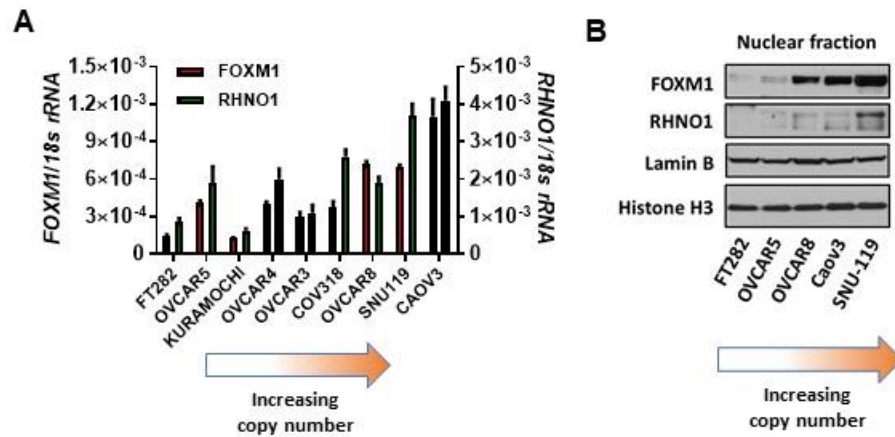 A
FOXM1/18s rRNA
1.5×10⁻³
1.2×10⁻³
9×10⁻⁴
6×10⁻⁴
3×10⁻⁴
0
FOXM1
RHNO1
5×10⁻³
4×10⁻³
3×10⁻³
2×10⁻³
1×10⁻³
0
RHNO1/18s rRNA
FT282
OVCAR5
KURAMOCHI
OVCAR4
OVCAR3
COV318
OVCAR8
SNU119
CAOV3
Increasing
copy number
B
Nuclear fraction
FOXM1
RHNO1
Lamin B
Histone H3
FT282
OVCAR5
OVCAR8
Caov3
SNU-119
Increasing
copy number